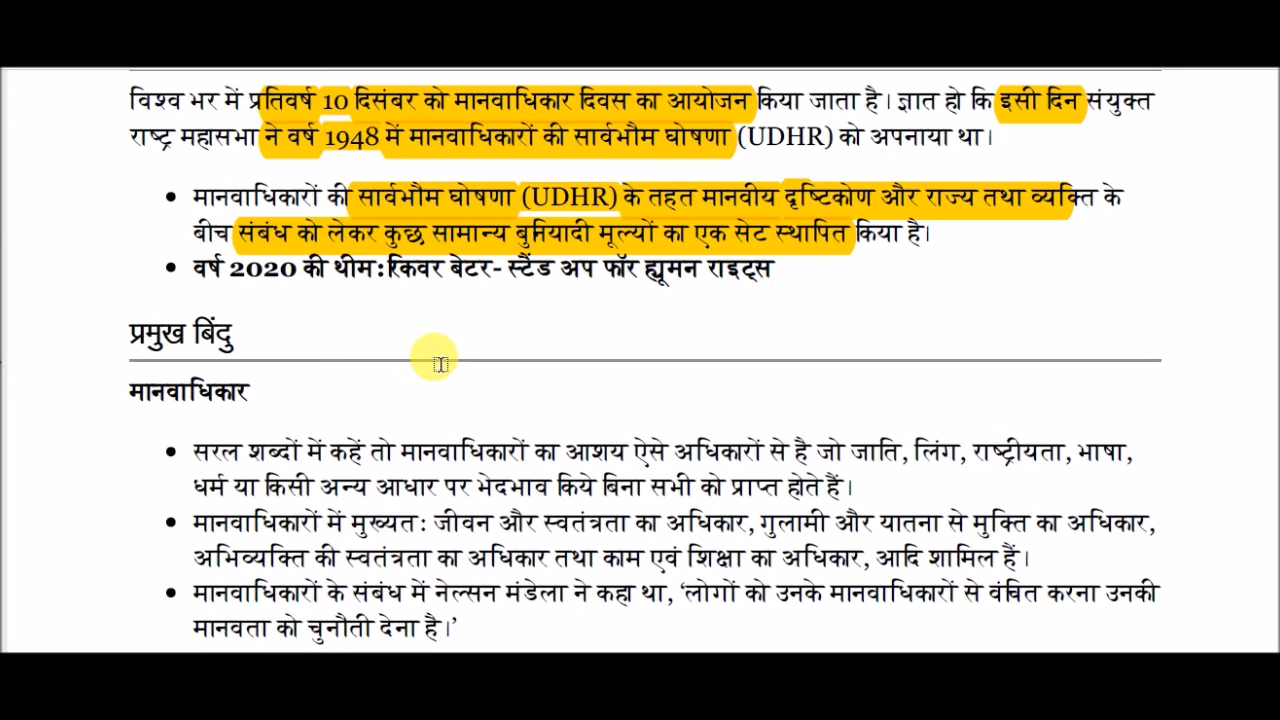 विश्व भर में प्रतिवर्ष 10 दिसंबर को मानवाधिकार दिवस का आयोजन किया जाता है। ज्ञात हो कि इसी दिन संयुक्त
राष्ट्र महासभा ने वर्ष 1948 में मानवाधिकारों की सार्वभौम घोषणा (UDHR) को अपनाया था।
• मानवाधिकारों की सार्वभौम घोषणा (UDHR) के तहत मानवीय दृष्टिकोण और राज्य तथा व्यक्ति के
बीच संबंध को लेकर कुछ सामान्य बुनियादी मूल्यों का एक सेट स्थापित किया है।
• वर्ष 2020 की थीम: रिकवर बेटर- स्टैंड अप फॉर ह्यूमन राइट्स
प्रमुख बिंदु
मानवाधिकार
• सरल शब्दों में कहें तो मानवाधिकारों का आशय ऐसे अधिकारों से है जो जाति, लिंग, राष्ट्रीयता, भाषा,
धर्म या किसी अन्य आधार पर भेदभाव किये बिना सभी को प्राप्त होते हैं।
• मानवाधिकारों में मुख्यतः जीवन और स्वतंत्रता का अधिकार, गुलामी और यातना से मुक्ति का अधिकार,
अभिव्यक्ति की स्वतंत्रता का अधिकार तथा काम एवं शिक्षा का अधिकार, आदि शामिल हैं।
• मानवाधिकारों के संबंध में नेल्सन मंडेला ने कहा था, ‘लोगों को उनके मानवाधिकारों से वंचित करना उनकी
मानवता को चुनौती देना है।’